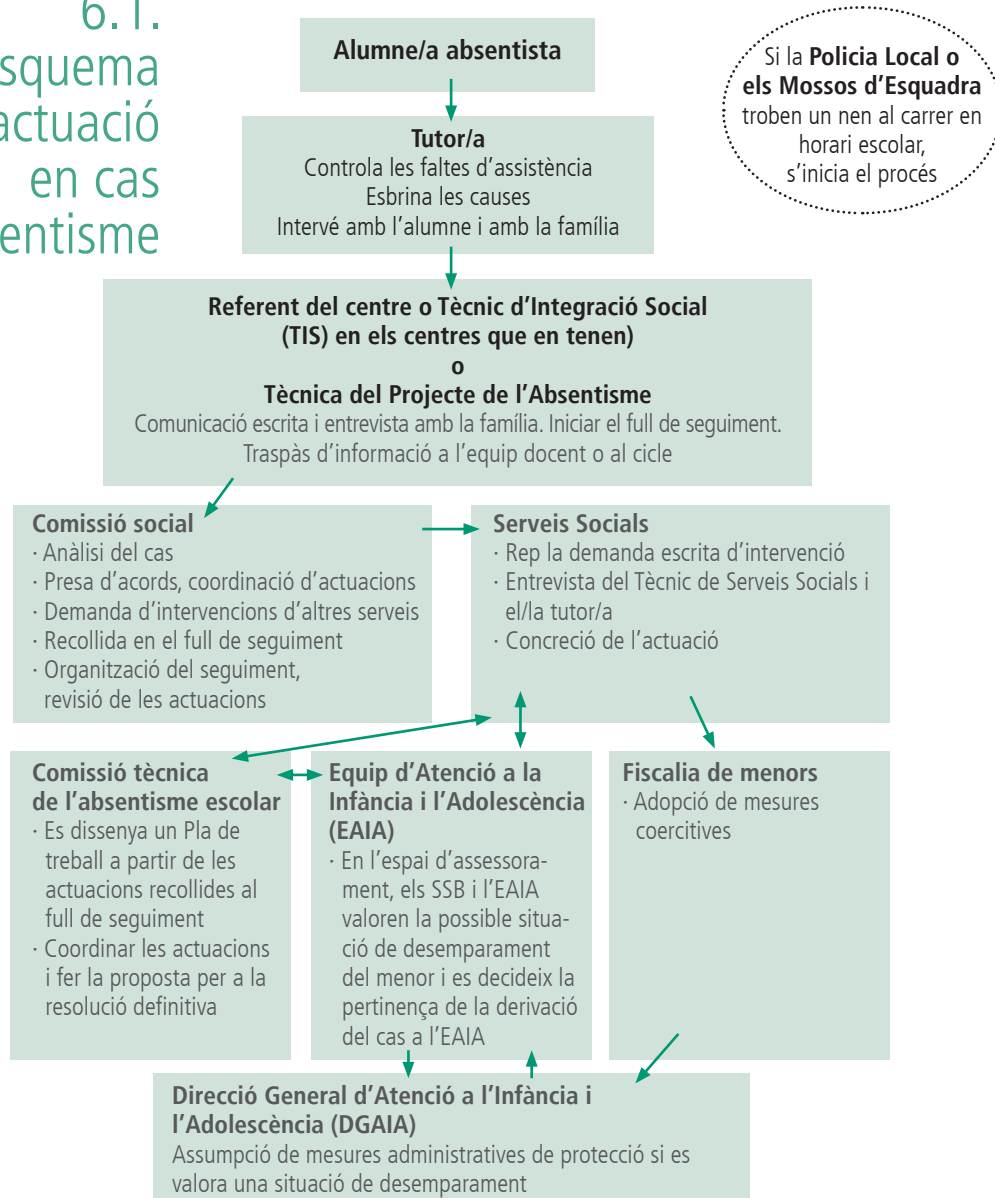 6.1.
squema
actuació
en cas
entisme
Alumne/a absentista
Si la Policia Local o
els Mossos d'Esquadra
troben un nen al carrer en
horari escolar,
s'inicia el procés
Tutor/a
Controla les faltes d'assistència
Esbrina les causes
Intervé amb l'alumne i amb la família
Referent del centre o Tècnic d'Integració Social
(TIS) en els centres que en tenen)
o
Tècnica del Projecte de l'Absentisme
Comunicació escrita i entrevista amb la família. Iniciar el full de seguiment.
Traspàs d'informació a l'equip docent o al cicle
Comissió social
· Anàlisi del cas
· Presa d'acords, coordinació d'actuacions
· Demanda d'intervencions d'altres serveis
· Recollida en el full de seguiment
· Organització del seguiment,
revisió de les actuacions
Serveis Socials
· Rep la demanda escrita d'intervenció
· Entrevista del Tècnic de Serveis Socials i
el/la tutor/a
· Concreció de l'actuació
Comissió tècnica
de l'absentisme escolar
· Es dissenya un Pla de
treball a partir de les
actuacions recollides al
full de seguiment
· Coordinar les actuacions
i fer la proposta per a la
resolució definitiva
Equip d'Atenció a la
Infància i l'Adolescència
(EAIA)
· En l'espai d'assessora-
ment, els SSB i l'EAIA
valoren la possible situa-
ció de desemparament
del menor i es decideix la
pertinença de la derivació
del cas a l'EAIA
Fiscalia de menors
· Adopció de mesures
coercitives
Direcció General d'Atenció a l'Infància i
l'Adolescència (DGAIA)
Assumpció de mesures administratives de protecció si es
valora una situació de desemparament